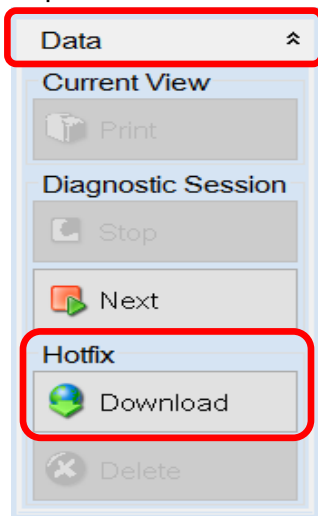 Data
Current View
Print
Diagnostic Session
Stop
Next
Hotfix
Download
Delete